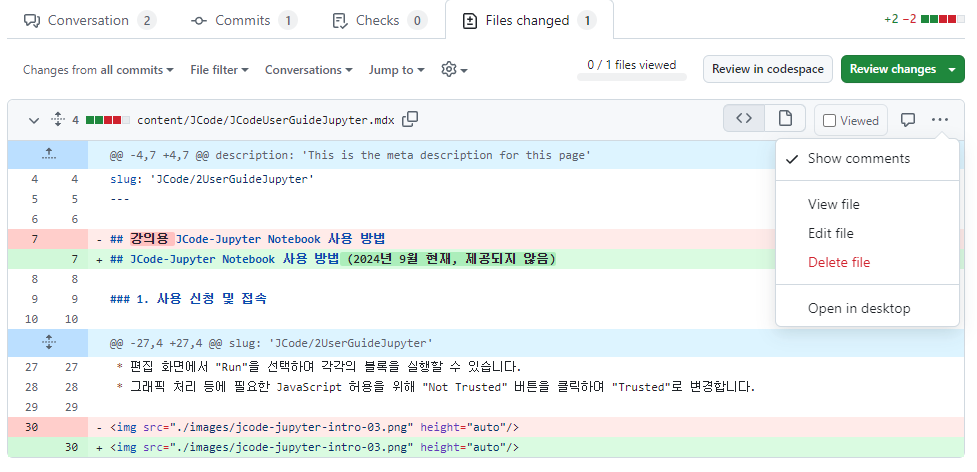 Conversation 2 Commits 1 Checks 0 Files changed 1 +2 −2
Changes from all commits File filter Conversations Jump to 0 / 1 files viewed Review in codespace Review changes
4 content/JCode/JCodeUserGuideJupyter.mdx Viewed
@@ -4,7 +4,7 @@ description: 'This is the meta description for this page'
4 4 slug: 'JCode/2UserGuideJupyter'
5 5 ---
6 6
7 - ## 강의용 JCode-Jupyter Notebook 사용 방법
7 + ## JCode-Jupyter Notebook 사용 방법 (2024년 9월 현재, 제공되지 않음)
8 8
9 9 ### 1. 사용 신청 및 접속
10 10
@@ -27,4 +27,4 @@ slug: 'JCode/2UserGuideJupyter'
27 27 * 편집 화면에서 "Run"을 선택하여 각각의 블록을 실행할 수 있습니다.
28 28 * 그래픽 처리 등에 필요한 JavaScript 허용을 위해 "Not Trusted" 버튼을 클릭하여 "Trusted"로 변경합니다.
29 29
30 - <img src="./images/jcode-jupyter-intro-03.png" height="auto"/>
30 + <img src="./images/jcode-jupyter-intro-03.png" height="auto"/>
Show comments
View file
Edit file
Delete file
Open in desktop